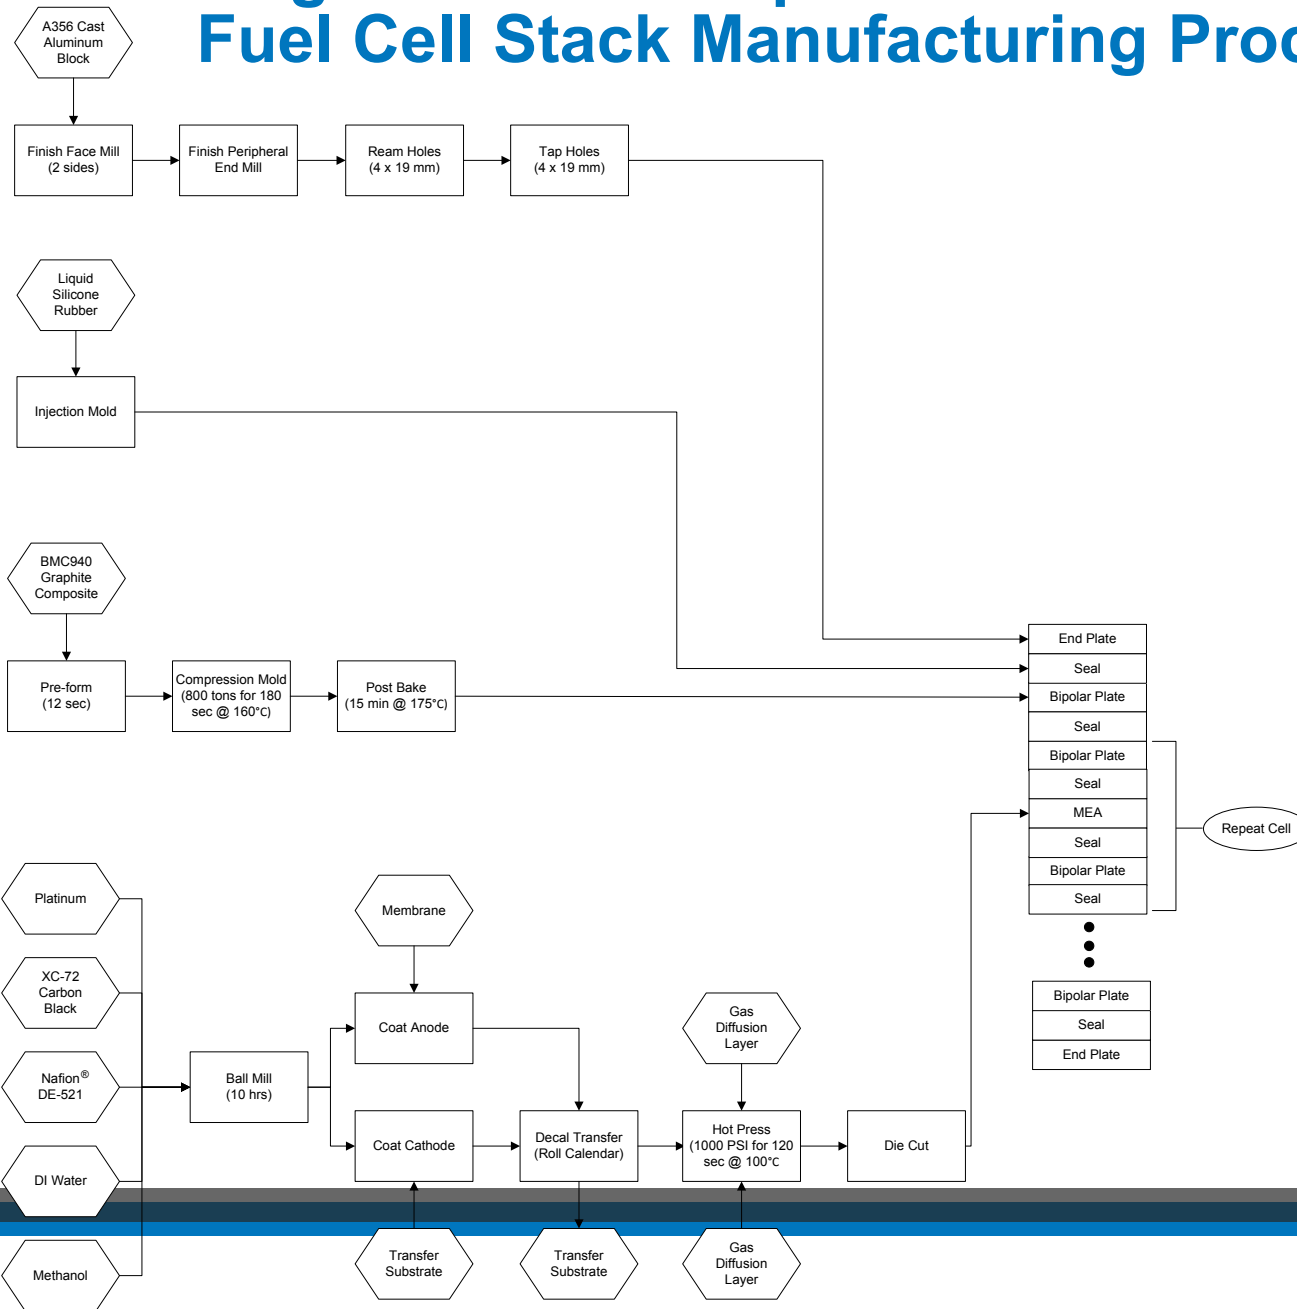 Fuel Cell Stack Manufacturing Proc
A356 Cast
Aluminum
Block
Finish Face Mill
(2 sides)
Finish Peripheral
End Mill
Ream Holes
(4 x 19 mm)
Tap Holes
(4 x 19 mm)
Liquid
Silicone
Rubber
Injection Mold
BMC940
Graphite
Composite
Pre-form
(12 sec)
Compression Mold
(800 tons for 180
sec @ 160°C)
Post Bake
(15 min @ 175°C)
End Plate
Seal
Bipolar Plate
Seal
Bipolar Plate
Seal
MEA
Seal
Bipolar Plate
Seal
Repeat Cell
Bipolar Plate
Seal
End Plate
Platinum
XC-72
Carbon
Black
Nafion®
DE-521
DI Water
Methanol
Ball Mill
(10 hrs)
Membrane
Coat Anode
Coat Cathode
Transfer
Substrate
Decal Transfer
(Roll Calendar)
Transfer
Substrate
Gas
Diffusion
Layer
Hot Press
(1000 PSI for 120
sec @ 100°C
Gas
Diffusion
Layer
Die Cut